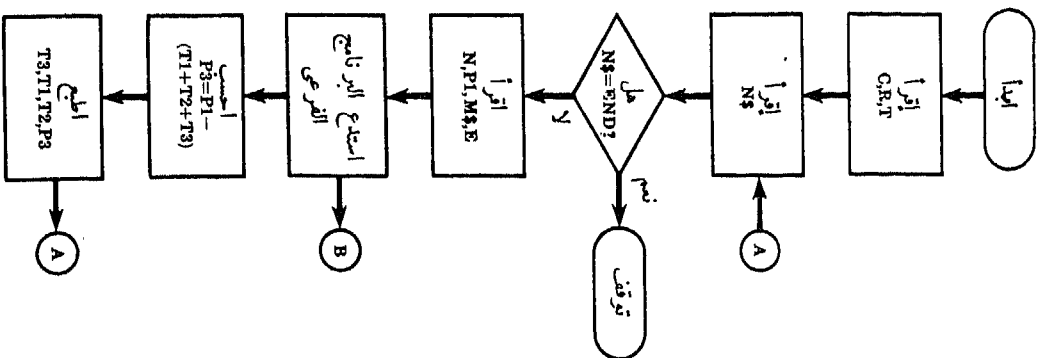 ابدأ
إقرأ
C,R,T
إقرأ
N$
A
هل
N$=END?
نعم
توقف
لا
اقرأ
N,P1,M$,E
استدع البرنامج
الفرعى
B
احسب
P3=P1-
(T1+T2+T3)
اطبع
T3,T1,T2,P3
A